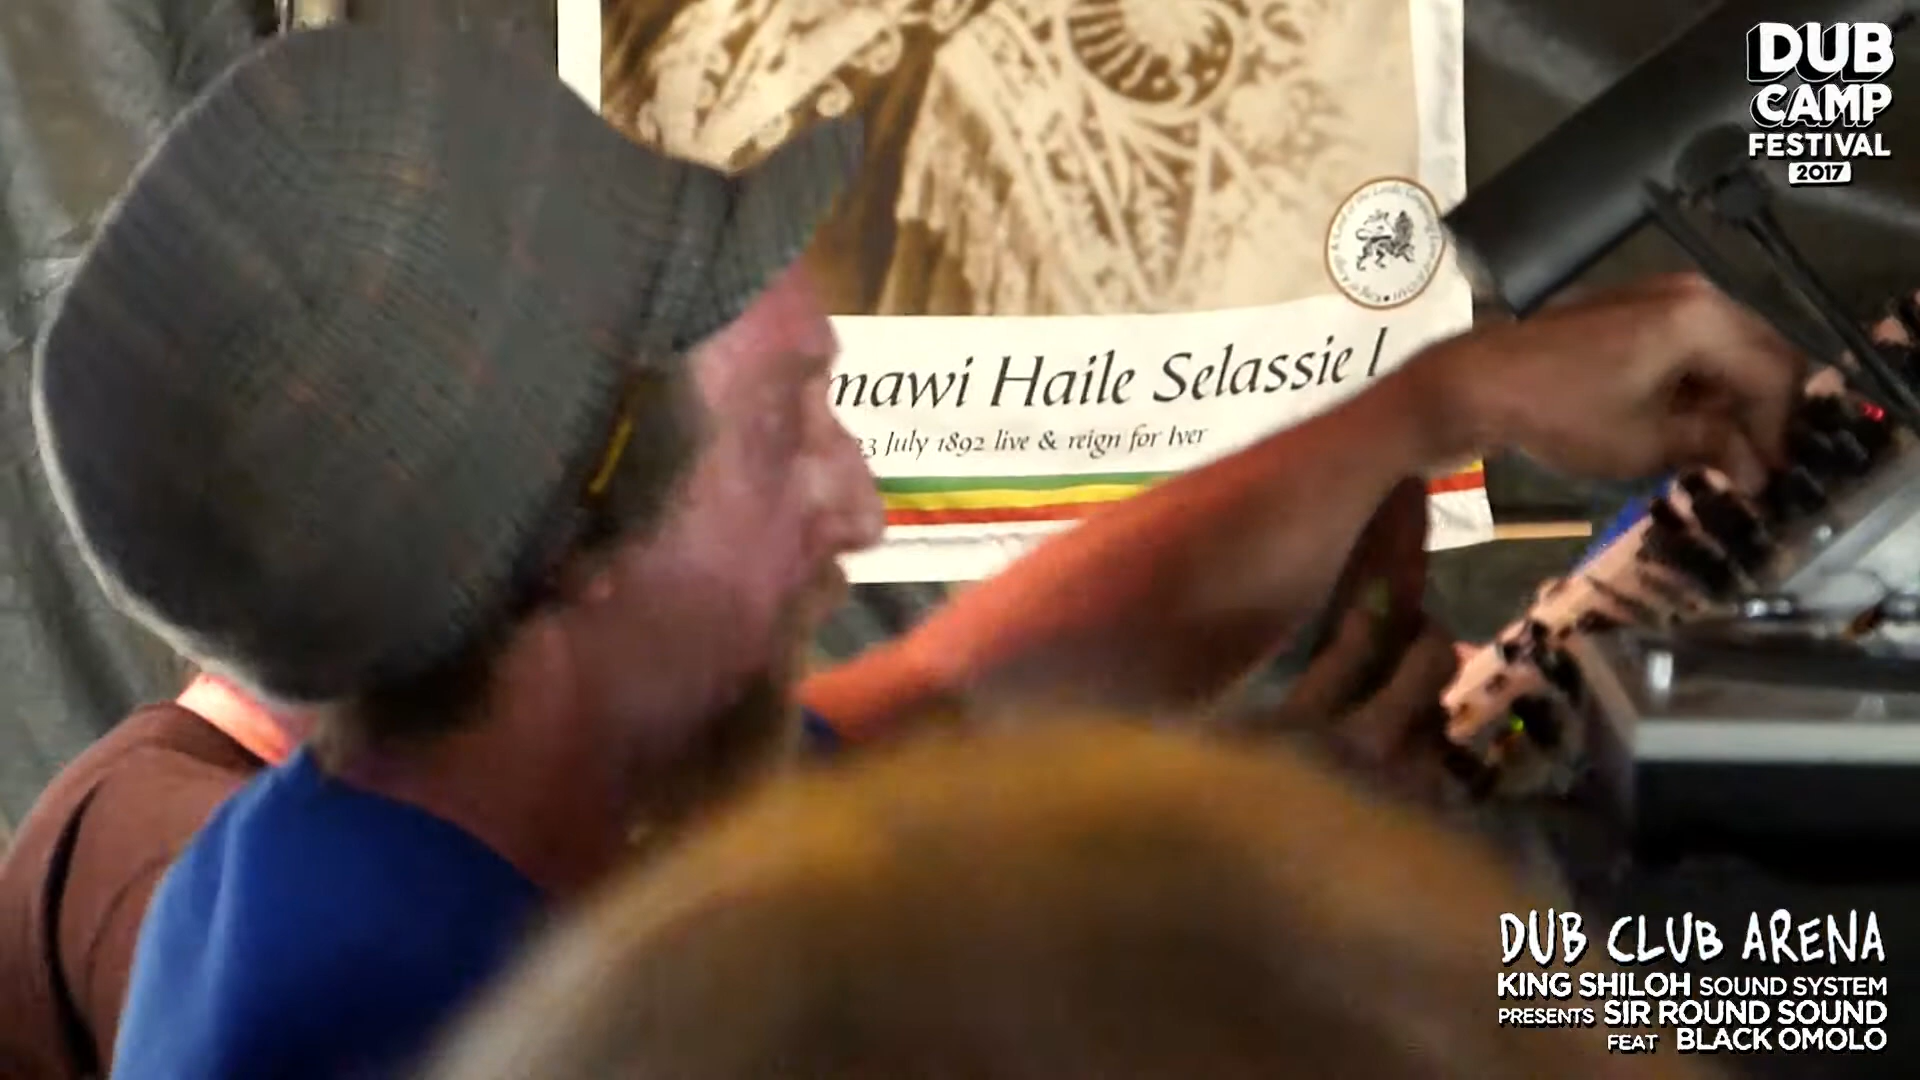 DUB
CAMP
FESTIVAL
2017
mawi Haile Selassie I
23 July 1892 live & reign for Iver
DUB CLUB ARENA
KING SHILOH SOUND SYSTEM
PRESENTS SIR ROUND SOUND
FEAT BLACK OMOLO